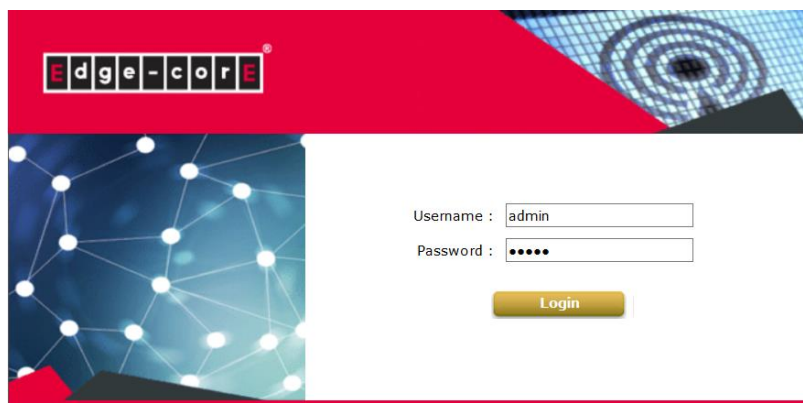 Edge-corE®
Username : admin
Password : •••••
Login